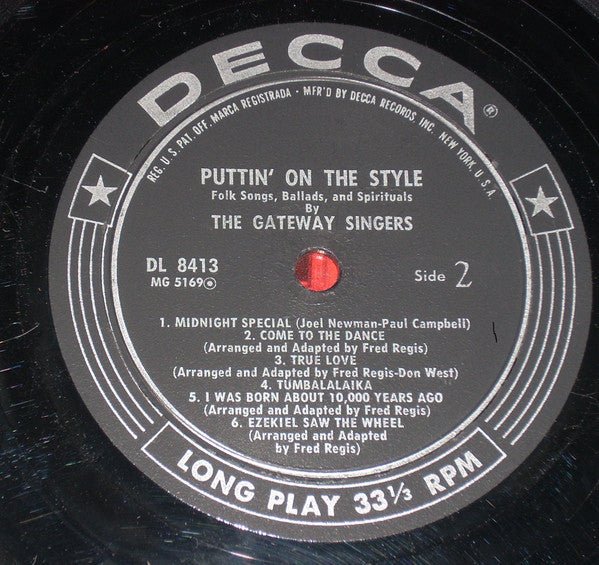 DECCA®
REG. U.S. PAT. OFF. MARCA REGISTRADA • MFR'D BY DECCA RECORDS, INC., NEW YORK, U.S.A.
PUTTIN' ON THE STYLE
Folk Songs, Ballads, and Spirituals
By
THE GATEWAY SINGERS
DL 8413
MG 5169
Side 2
1. MIDNIGHT SPECIAL (Joel Newman-Paul Campbell)
2. COME TO THE DANCE
(Arranged and Adapted by Fred Regis)
3. TRUE LOVE
(Arranged and Adapted by Fred Regis-Don West)
4. TUMBALALAIKA
5. I WAS BORN ABOUT 10,000 YEARS AGO
(Arranged and Adapted by Fred Regis)
6. EZEKIEL SAW THE WHEEL
(Arranged and Adapted
by Fred Regis)
LONG PLAY 33⅓ RPM